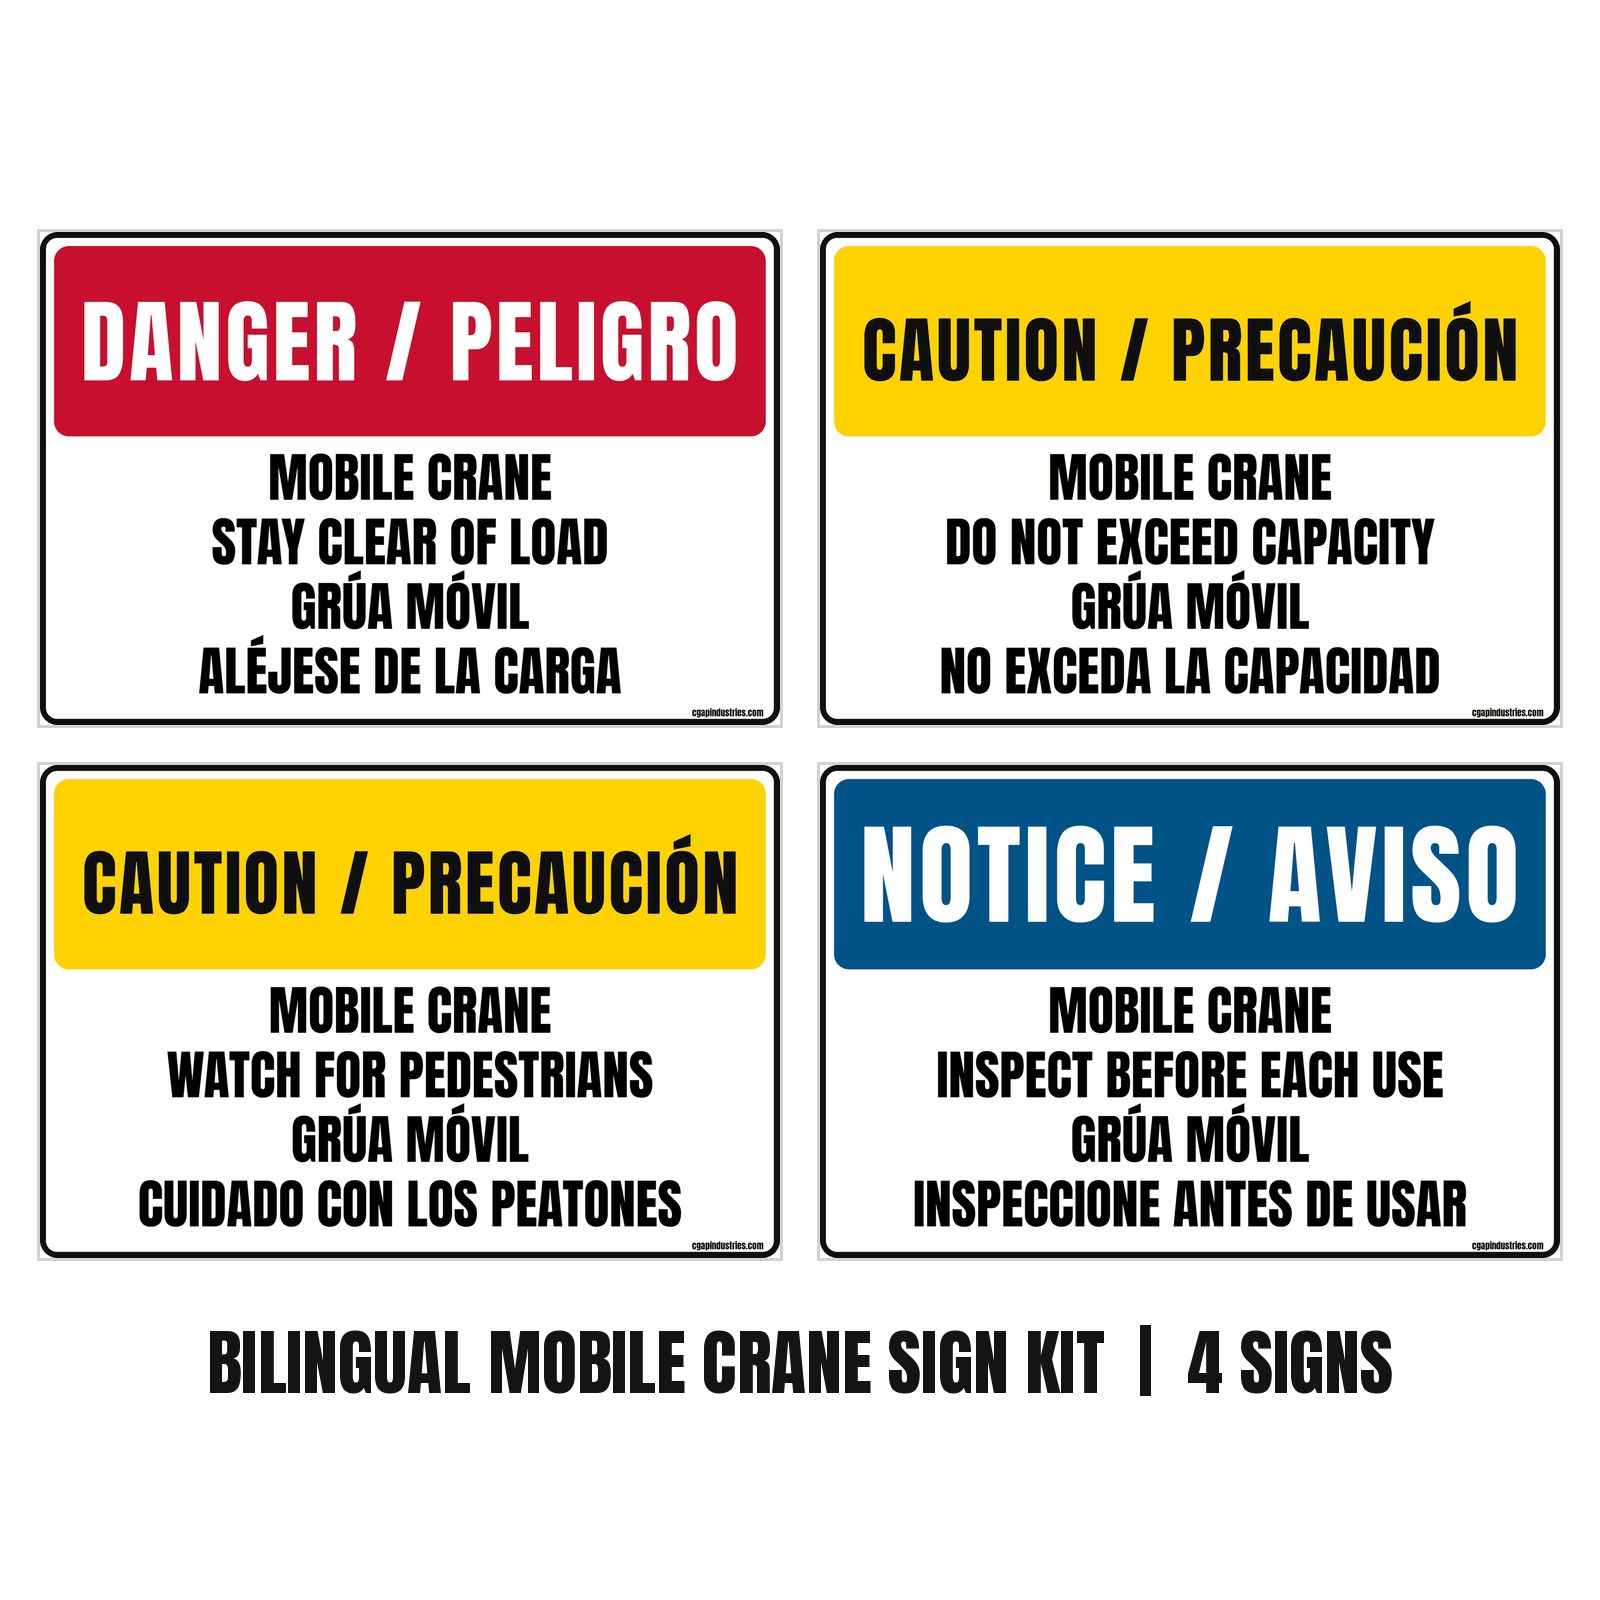 DANGER / PELIGRO
MOBILE CRANE
STAY CLEAR OF LOAD
GRÚA MÓVIL
ALÉJESE DE LA CARGA
cgapindustries.com
CAUTION / PRECAUCIÓN
MOBILE CRANE
DO NOT EXCEED CAPACITY
GRÚA MÓVIL
NO EXCEDA LA CAPACIDAD
cgapindustries.com
CAUTION / PRECAUCIÓN
MOBILE CRANE
WATCH FOR PEDESTRIANS
GRÚA MÓVIL
CUIDADO CON LOS PEATONES
cgapindustries.com
NOTICE / AVISO
MOBILE CRANE
INSPECT BEFORE EACH USE
GRÚA MÓVIL
INSPECCIONE ANTES DE USAR
cgapindustries.com
BILINGUAL MOBILE CRANE SIGN KIT | 4 SIGNS